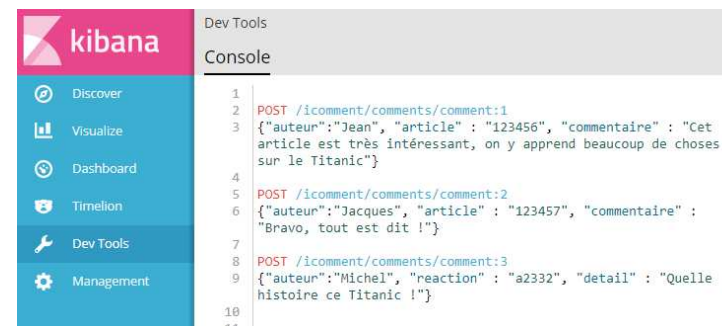 kibana
Discover
Visualize
Dashboard
Timelion
Dev Tools
Management
Dev Tools
Console
1
2 POST /icomment/comments/comment:1
3 {"auteur":"Jean", "article" : "123456", "commentaire" : "Cet
article est très intéressant, on y apprend beaucoup de choses
sur le Titanic"}
4
5 POST /icomment/comments/comment:2
6 {"auteur":"Jacques", "article" : "123457", "commentaire" :
"Bravo, tout est dit !"}
7
8 POST /icomment/comments/comment:3
9 {"auteur":"Michel", "reaction" : "a2332", "detail" : "Quelle
histoire ce Titanic !"}
10